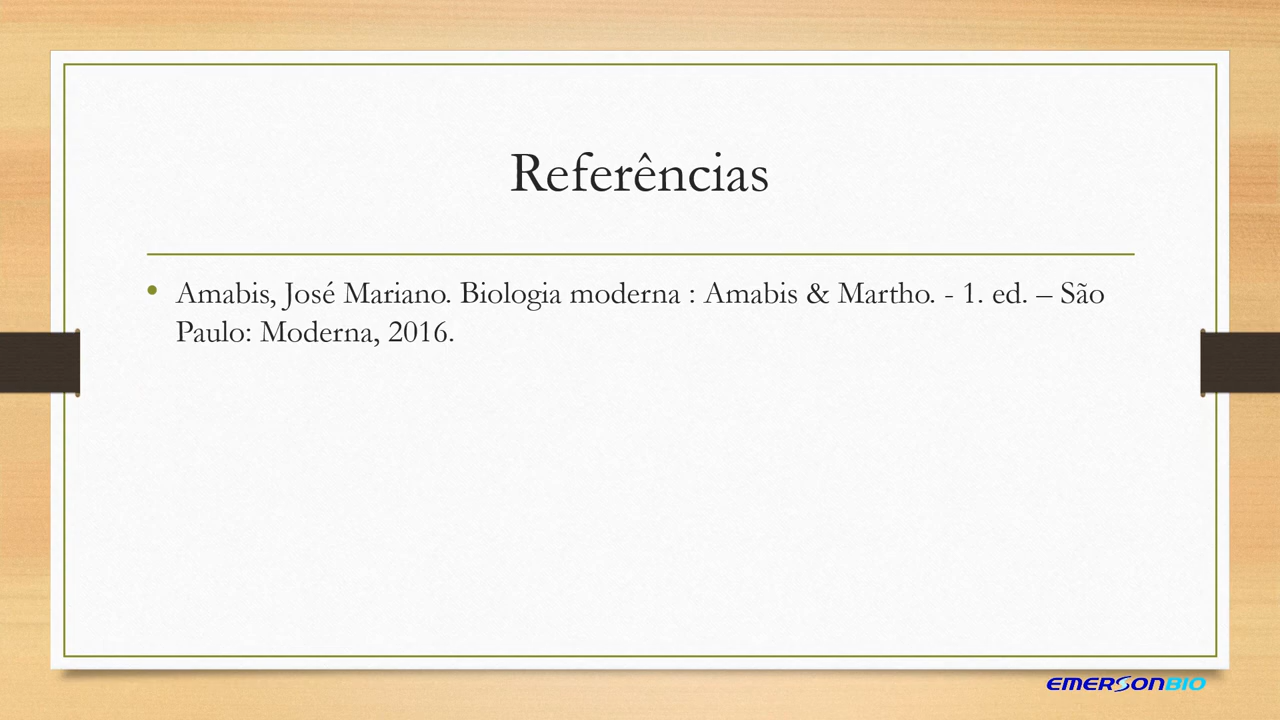 Referências
• Amabis, José Mariano. Biologia moderna : Amabis & Martho. - 1. ed. – São
Paulo: Moderna, 2016.
EMERSONBIO